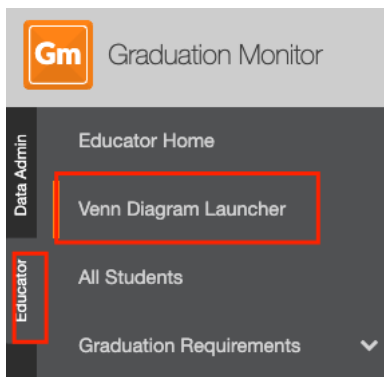 Gm Graduation Monitor
Data Admin
Educator Home
Venn Diagram Launcher
Educator
All Students
Graduation Requirements